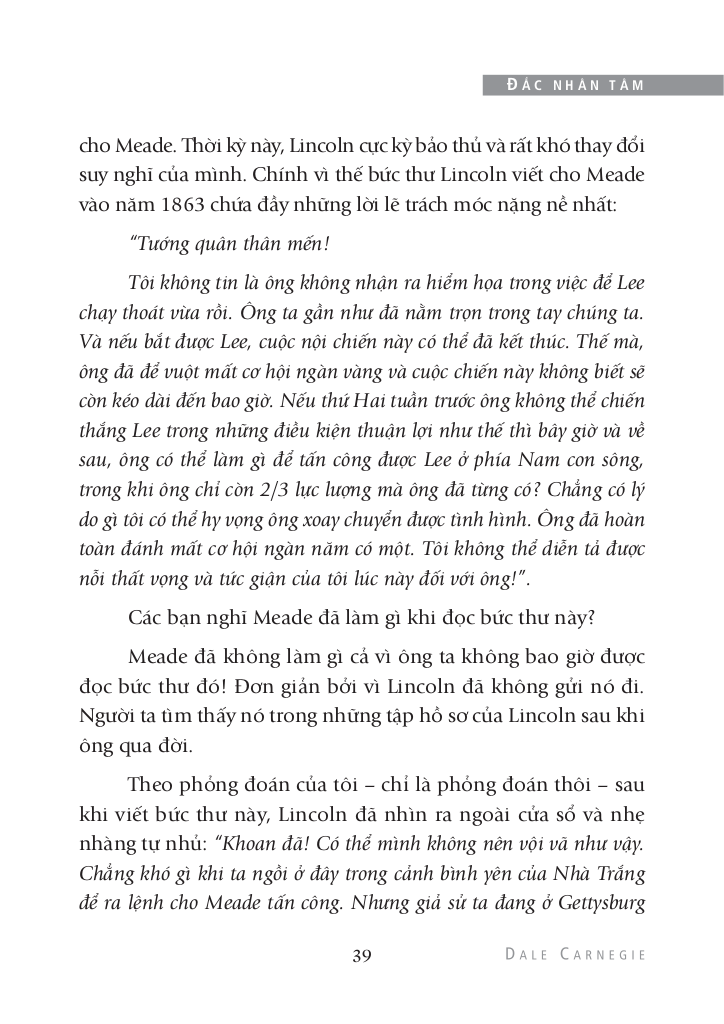 ĐẮC NHÂN TÂM
cho Meade. Thời kỳ này, Lincoln cực kỳ bảo thủ và rất khó thay đổi
suy nghĩ của mình. Chính vì thế bức thư Lincoln viết cho Meade
vào năm 1863 chứa đầy những lời lẽ trách móc nặng nề nhất:
“Tướng quân thân mến!
Tôi không tin là ông không nhận ra hiểm họa trong việc để Lee
chạy thoát vừa rồi. Ông ta gần như đã nằm trọn trong tay chúng ta.
Và nếu bắt được Lee, cuộc nội chiến này có thể đã kết thúc. Thế mà,
ông đã để vuột mất cơ hội ngàn vàng và cuộc chiến này không biết sẽ
còn kéo dài đến bao giờ. Nếu thứ Hai tuần trước ông không thể chiến
thắng Lee trong những điều kiện thuận lợi như thế thì bây giờ và về
sau, ông có thể làm gì để tấn công được Lee ở phía Nam con sông,
trong khi ông chỉ còn 2/3 lực lượng mà ông đã từng có? Chẳng có lý
do gì tôi có thể hy vọng ông xoay chuyển được tình hình. Ông đã hoàn
toàn đánh mất cơ hội ngàn năm có một. Tôi không thể diễn tả được
nỗi thất vọng và tức giận của tôi lúc này đối với ông!”.
Các bạn nghĩ Meade đã làm gì khi đọc bức thư này?
Meade đã không làm gì cả vì ông ta không bao giờ được
đọc bức thư đó! Đơn giản bởi vì Lincoln đã không gửi nó đi.
Người ta tìm thấy nó trong những tập hồ sơ của Lincoln sau khi
ông qua đời.
Theo phỏng đoán của tôi – chỉ là phỏng đoán thôi – sau
khi viết bức thư này, Lincoln đã nhìn ra ngoài cửa sổ và nhẹ
nhàng tự nhủ: “Khoan đã! Có thể mình không nên vội vã như vậy.
Chẳng khó gì khi ta ngồi ở đây trong cảnh bình yên của Nhà Trắng
để ra lệnh cho Meade tấn công. Nhưng giả sử ta đang ở Gettysburg
39
DALE CARNEGIE